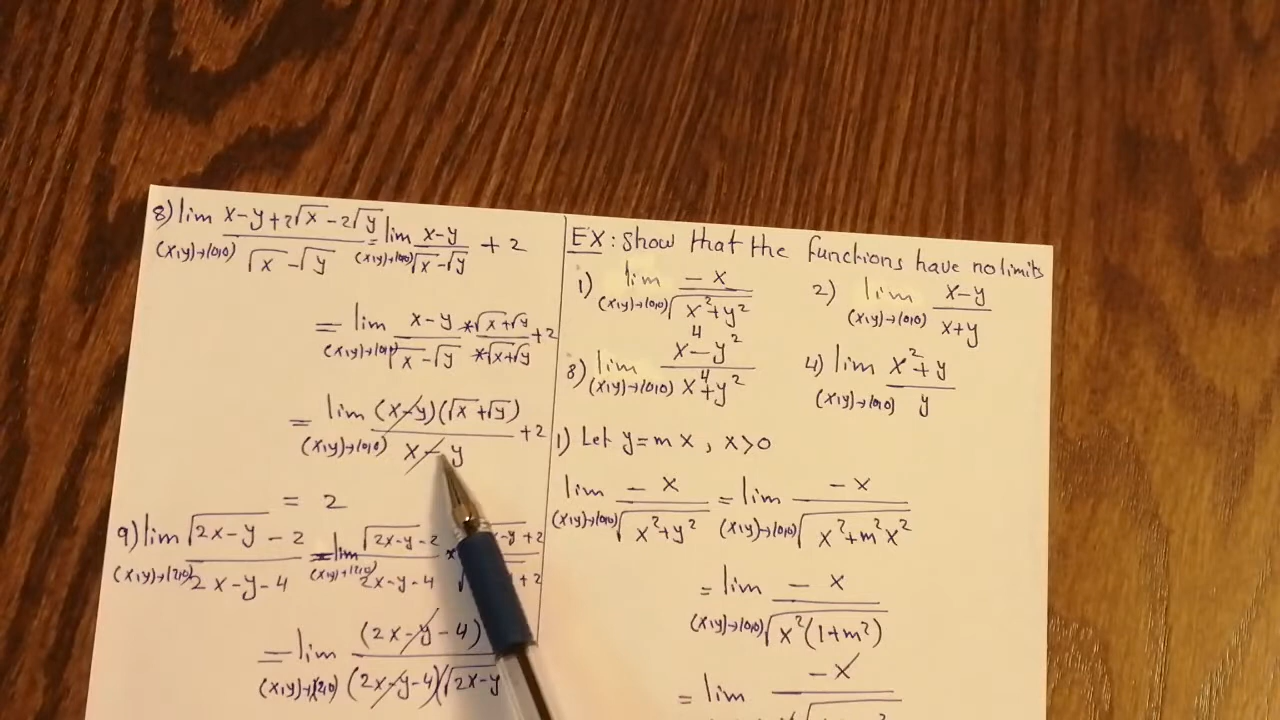 8) lim x-y+2√x-2√y / √x-√y = lim x-y / √x-√y + 2
(x,y)→(0,0) (x,y)→(0,0)
= lim x-y / √x-√y *√x+√y / *√x+√y +2
(x,y)→(0,0)
= lim (x-y)(√x+√y) / x-y +2
(x,y)→(0,0)
= 2
9) lim √2x-y - 2 / 2x-y-4 = lim √2x-y - 2 / 2x-y-4 * x-y+2 / +2
(x,y)→(2,0) (x,y)→(2,0)
= lim (2x-y-4) / (2x-y-4)(√2x-y
(x,y)→(2,0)
EX: show that the functions have no limits
1) lim -x / √x²+y²
(x,y)→(0,0)
2) lim x-y / x+y
(x,y)→(0,0)
3) lim x⁴-y² / x⁴+y²
(x,y)→(0,0)
4) lim x²+y / y
(x,y)→(0,0)
1) Let y=mx, x>0
lim -x / √x²+y² = lim -x / √x²+m²x²
(x,y)→(0,0) (x,y)→(0,0)
= lim -x / √x²(1+m²)
(x,y)→(0,0)
= lim -x